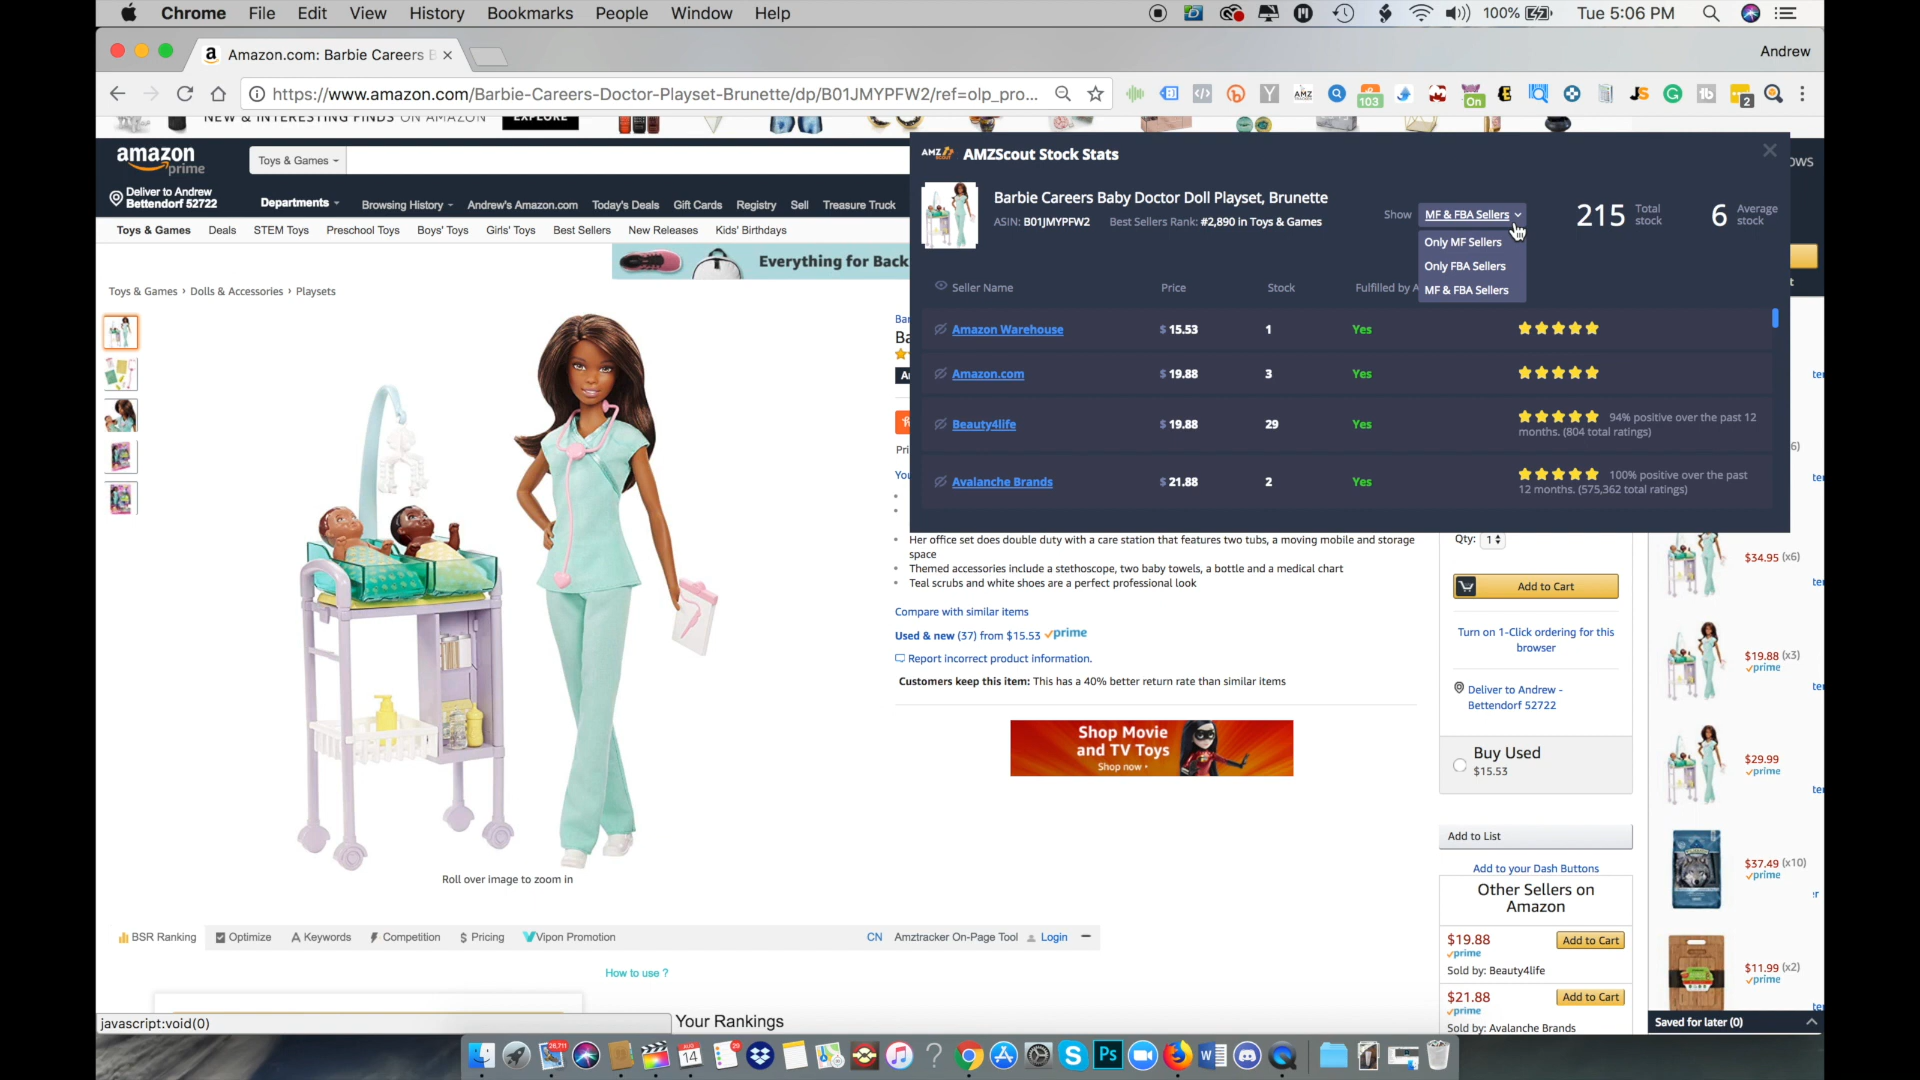 Chrome File Edit View History Bookmarks People Window Help
100% Tue 5:06 PM
Amazon.com: Barbie Careers B
Andrew
https://www.amazon.com/Barbie-Careers-Doctor-Playset-Brunette/dp/B01JMYPFW2/ref=olp_pro...
AMZ 103 Y On JS 2
NEW & INTERESTING FINDS ON AMAZON EXPLORE
amazon prime
Toys & Games
Deliver to Andrew
Bettendorf 52722
Departments Browsing History Andrew's Amazon.com Today's Deals Gift Cards Registry Sell Treasure Truck
Toys & Games Deals STEM Toys Preschool Toys Boys' Toys Girls' Toys Best Sellers New Releases Kids' Birthdays
Everything for Back
Toys & Games › Dolls & Accessories › Playsets
AMZ SCOUT AMZScout Stock Stats
Barbie Careers Baby Doctor Doll Playset, Brunette
ASIN: B01JMYPFW2 Best Sellers Rank: #2,890 in Toys & Games
Show MF & FBA Sellers
Only MF Sellers
Only FBA Sellers
MF & FBA Sellers
215 Total stock
6 Average stock
Seller Name Price Stock Fulfilled by A
Amazon Warehouse $ 15.53 1 Yes
Amazon.com $ 19.88 3 Yes
Beauty4life $ 19.88 29 Yes 94% positive over the past 12
months. (804 total ratings)
Avalanche Brands $ 21.88 2 Yes 100% positive over the past
12 months. (575,362 total ratings)
Her office set does double duty with a care station that features two tubs, a moving mobile and storage
space
Themed accessories include a stethoscope, two baby towels, a bottle and a medical chart
Teal scrubs and white shoes are a perfect professional look
Compare with similar items
Used & new (37) from $15.53 prime
Report incorrect product information.
Customers keep this item: This has a 40% better return rate than similar items
Shop Movie
and TV Toys
Shop now
Roll over image to zoom in
Qty: 1
Add to Cart
Turn on 1-Click ordering for this
browser
Deliver to Andrew -
Bettendorf 52722
Buy Used
$15.53
Add to List
Add to your Dash Buttons
Other Sellers on
Amazon
$19.88 Add to Cart
prime
Sold by: Beauty4life
$21.88 Add to Cart
prime
Sold by: Avalanche Brands
$34.95 (x6)
$19.88 (x3)
prime
$29.99
prime
$37.49 (x10)
prime
$11.99 (x2)
prime
Saved for later (0)
BSR Ranking Optimize Keywords Competition Pricing Vipon Promotion
CN Amztracker On-Page Tool Login
How to use ?
javascript:void(0)
Your Rankings